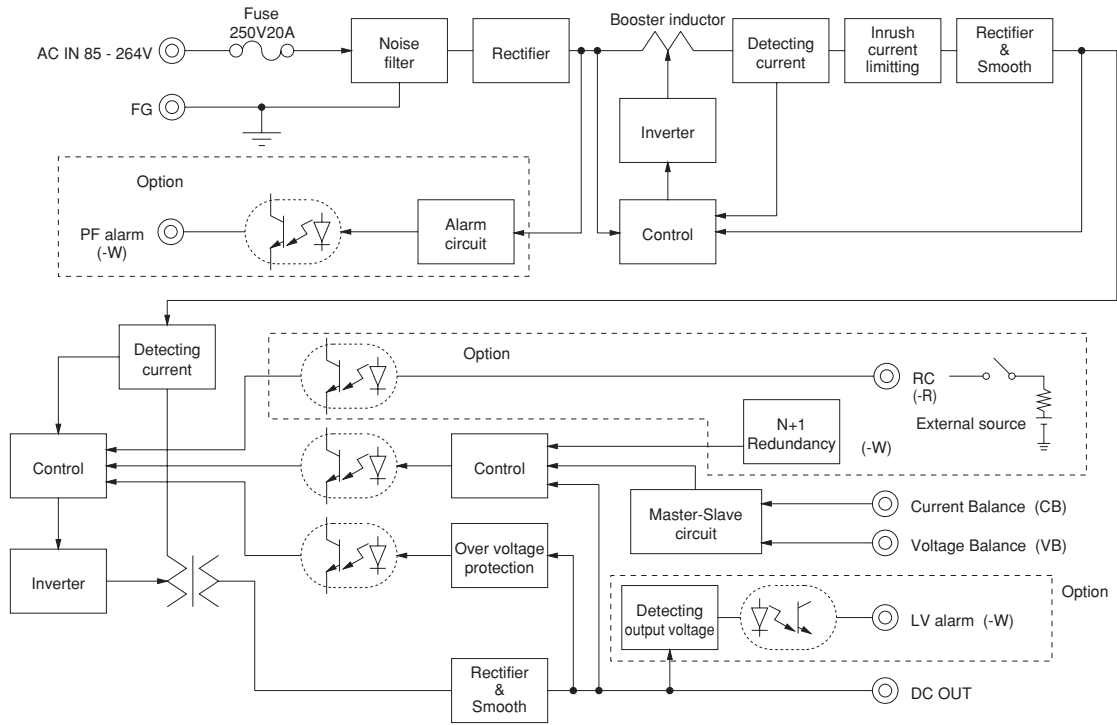 Fuse
250V20A
AC IN 85 - 264V
Noise
filter
Rectifier
Booster inductor
Detecting
current
Inrush
current
limitting
Rectifier
&
Smooth
FG
Inverter
Control
Option
PF alarm
(-W)
Alarm
circuit
Detecting
current
Option
RC
(-R)
External source
N+1
Redundancy
(-W)
Control
Control
Master-Slave
circuit
Current Balance (CB)
Voltage Balance (VB)
Inverter
Over voltage
protection
Option
Detecting
output voltage
LV alarm (-W)
Rectifier
&
Smooth
DC OUT